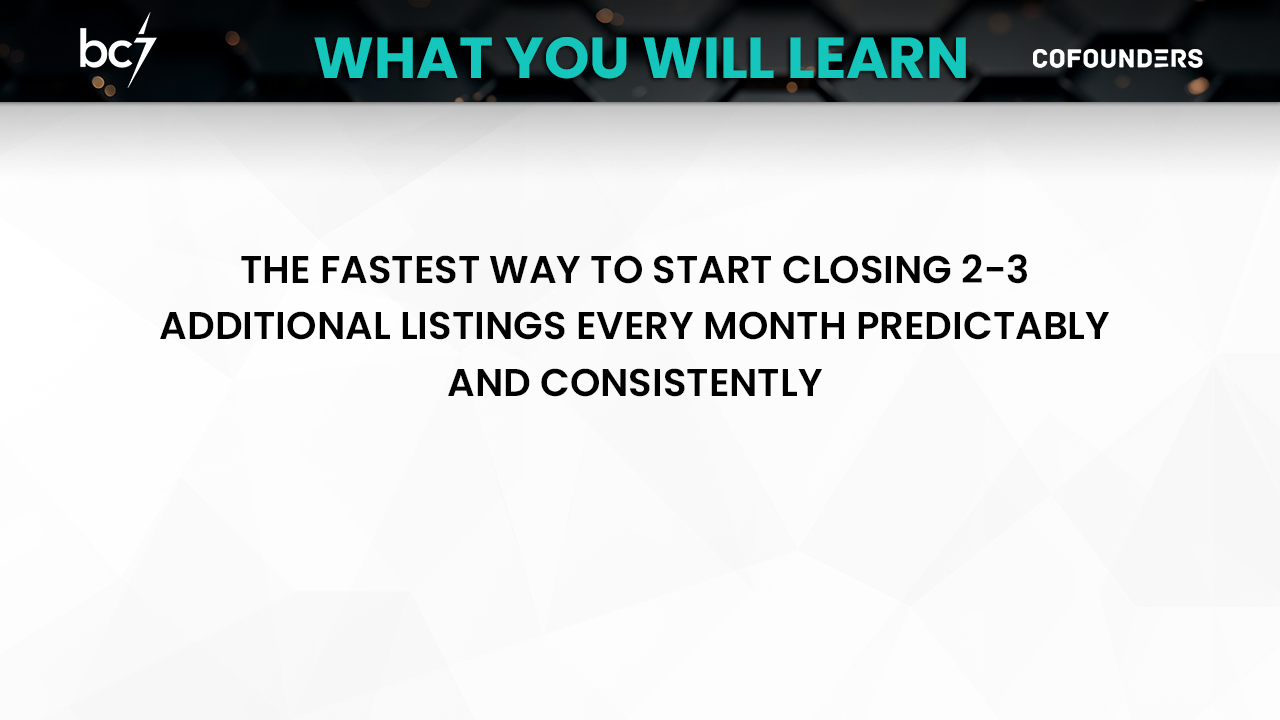 bc7
WHAT YOU WILL LEARN
COFOUNDERS
THE FASTEST WAY TO START CLOSING 2-3
ADDITIONAL LISTINGS EVERY MONTH PREDICTABLY
AND CONSISTENTLY